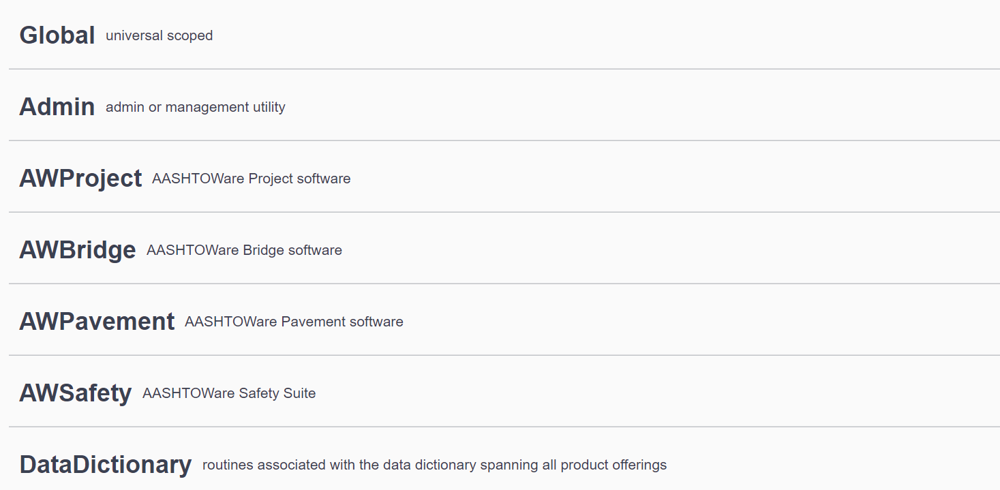 Global universal scoped
Admin admin or management utility
AWProject AASHTOWare Project software
AWBridge AASHTOWare Bridge software
AWPavement AASHTOWare Pavement software
AWSafety AASHTOWare Safety Suite
DataDictionary routines associated with the data dictionary spanning all product offerings